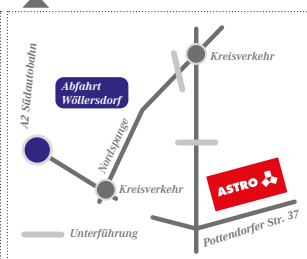 A2 Südautobahn
Abfahrt
Wöllersdorf
Kreisverkehr
Nordspange
Kreisverkehr
ASTRO
Pottendorfer Str. 37
Unterführung